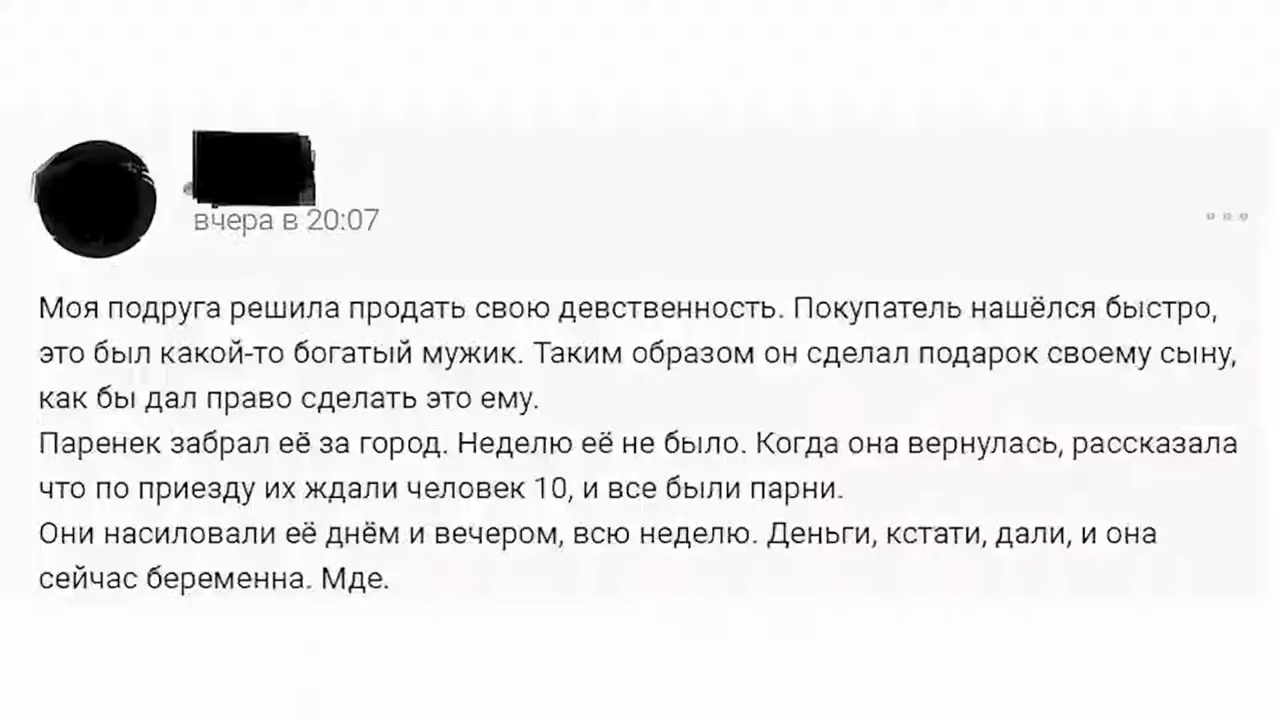 вчера в 20:07
Моя подруга решила продать свою девственность. Покупатель нашёлся быстро,
это был какой-то богатый мужик. Таким образом он сделал подарок своему сыну,
как бы дал право сделать это ему.
Паренек забрал её за город. Неделю её не было. Когда она вернулась, рассказала
что по приезду их ждали человек 10, и все были парни.
Они насиловали её днём и вечером, всю неделю. Деньги, кстати, дали, и она
сейчас беременна. Мде.